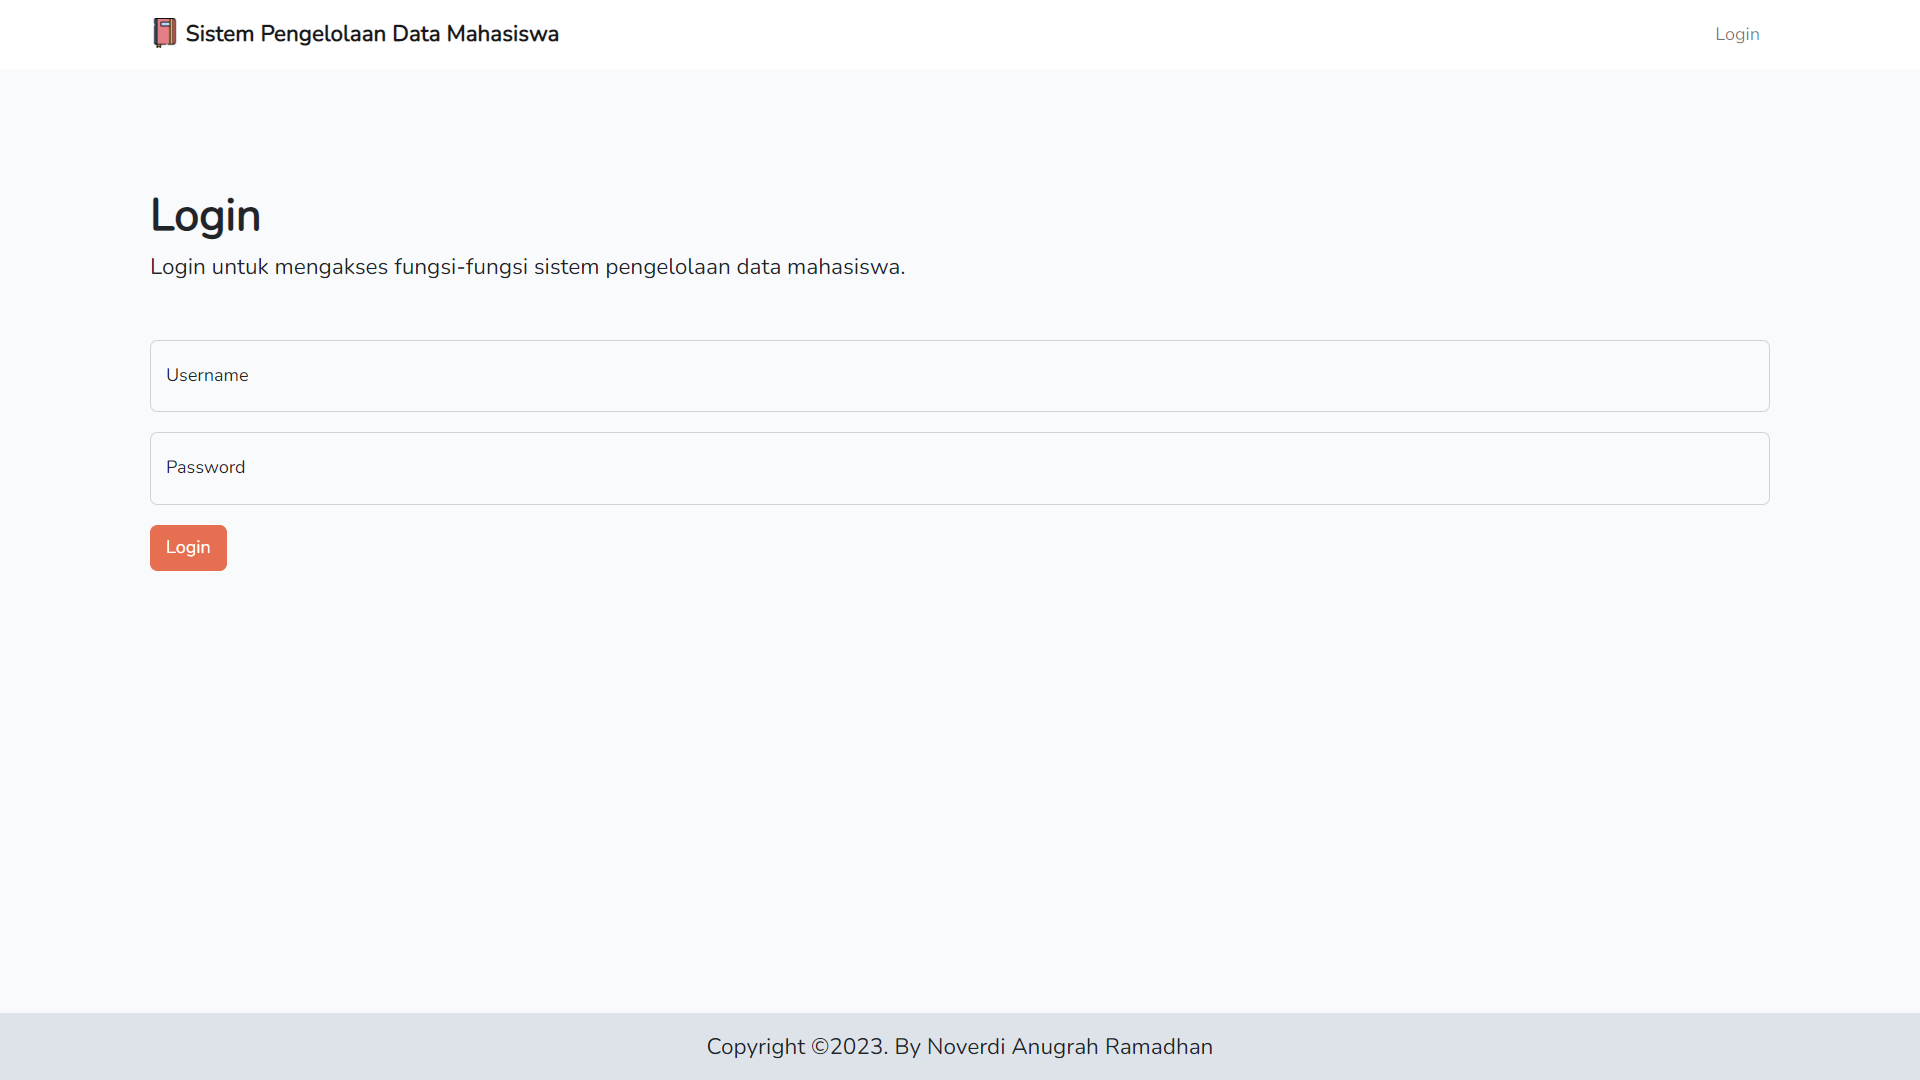 Sistem Pengelolaan Data Mahasiswa
Login
Login
Login untuk mengakses fungsi-fungsi sistem pengelolaan data mahasiswa.
Username
Password
Login
Copyright ©2023. By Noverdi Anugrah Ramadhan